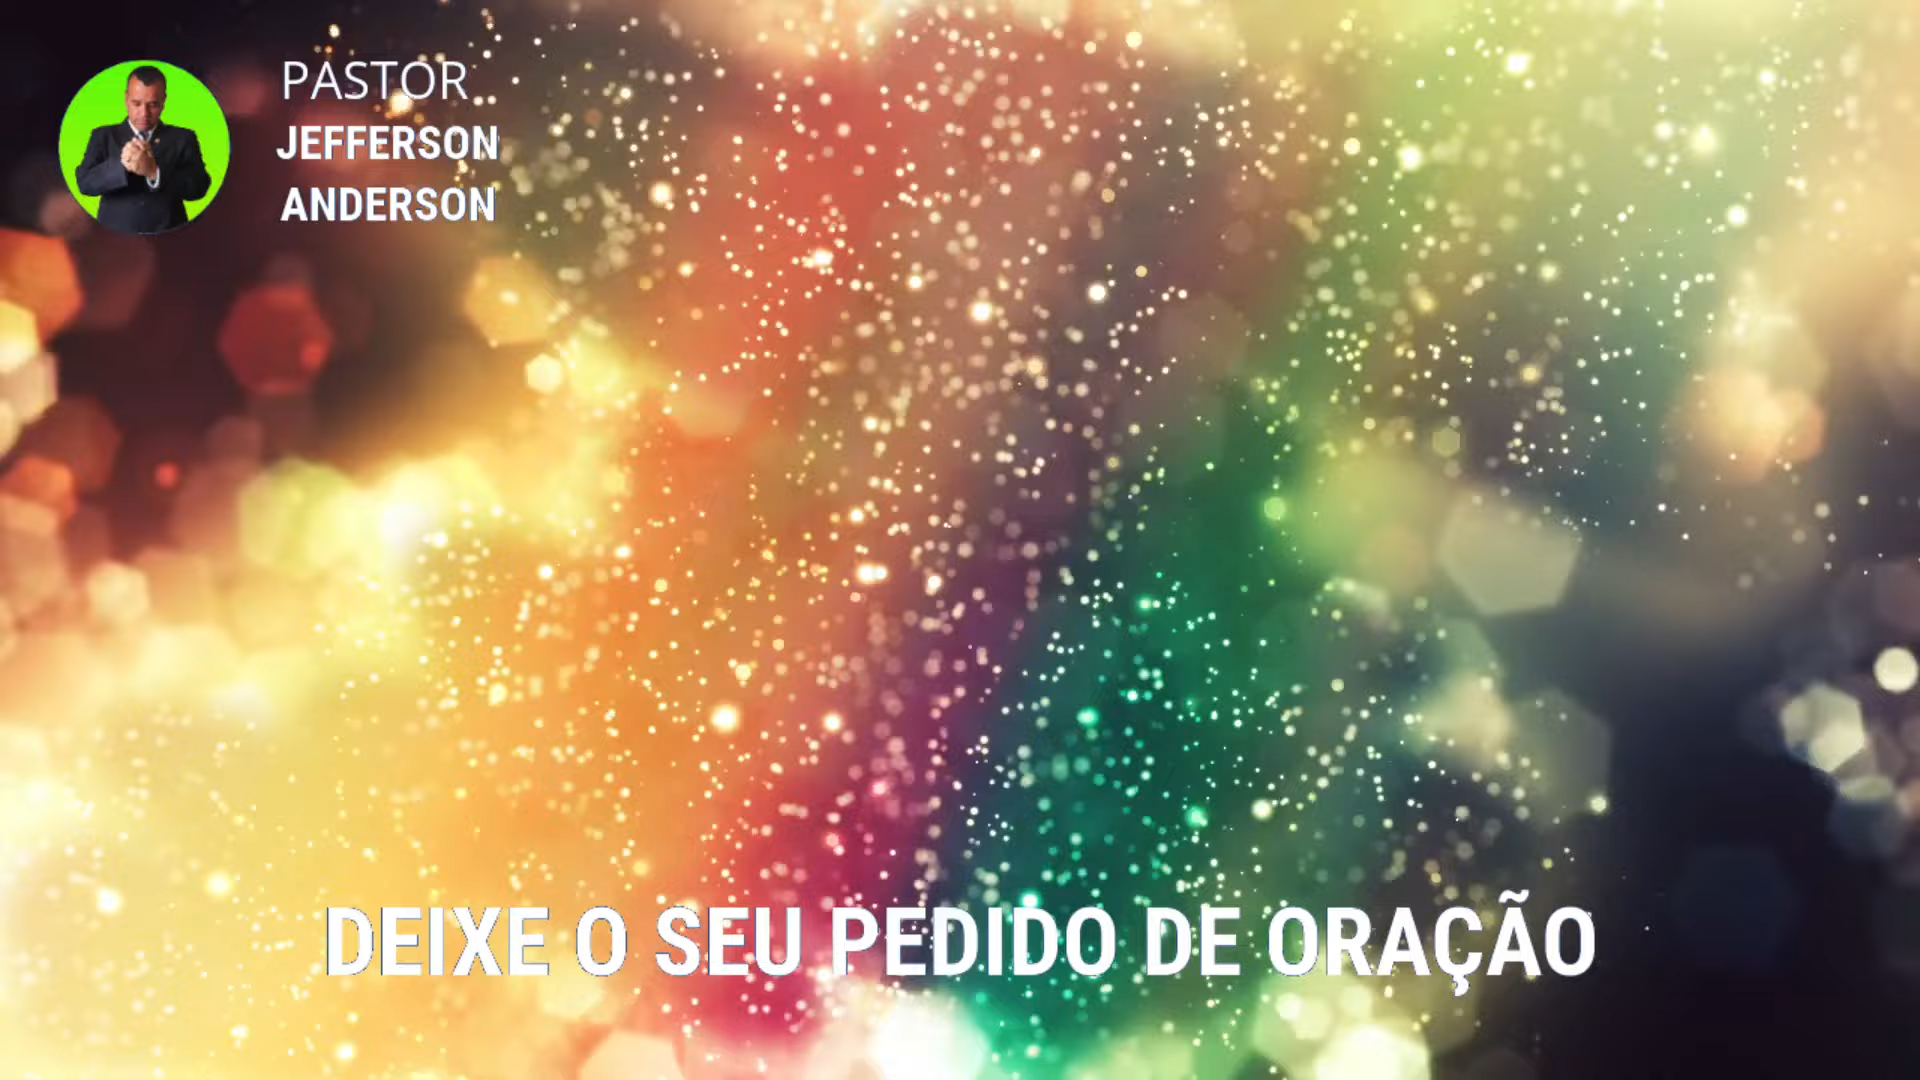 PASTOR
JEFFERSON
ANDERSON
DEIXE O SEU PEDIDO DE ORAÇÃO